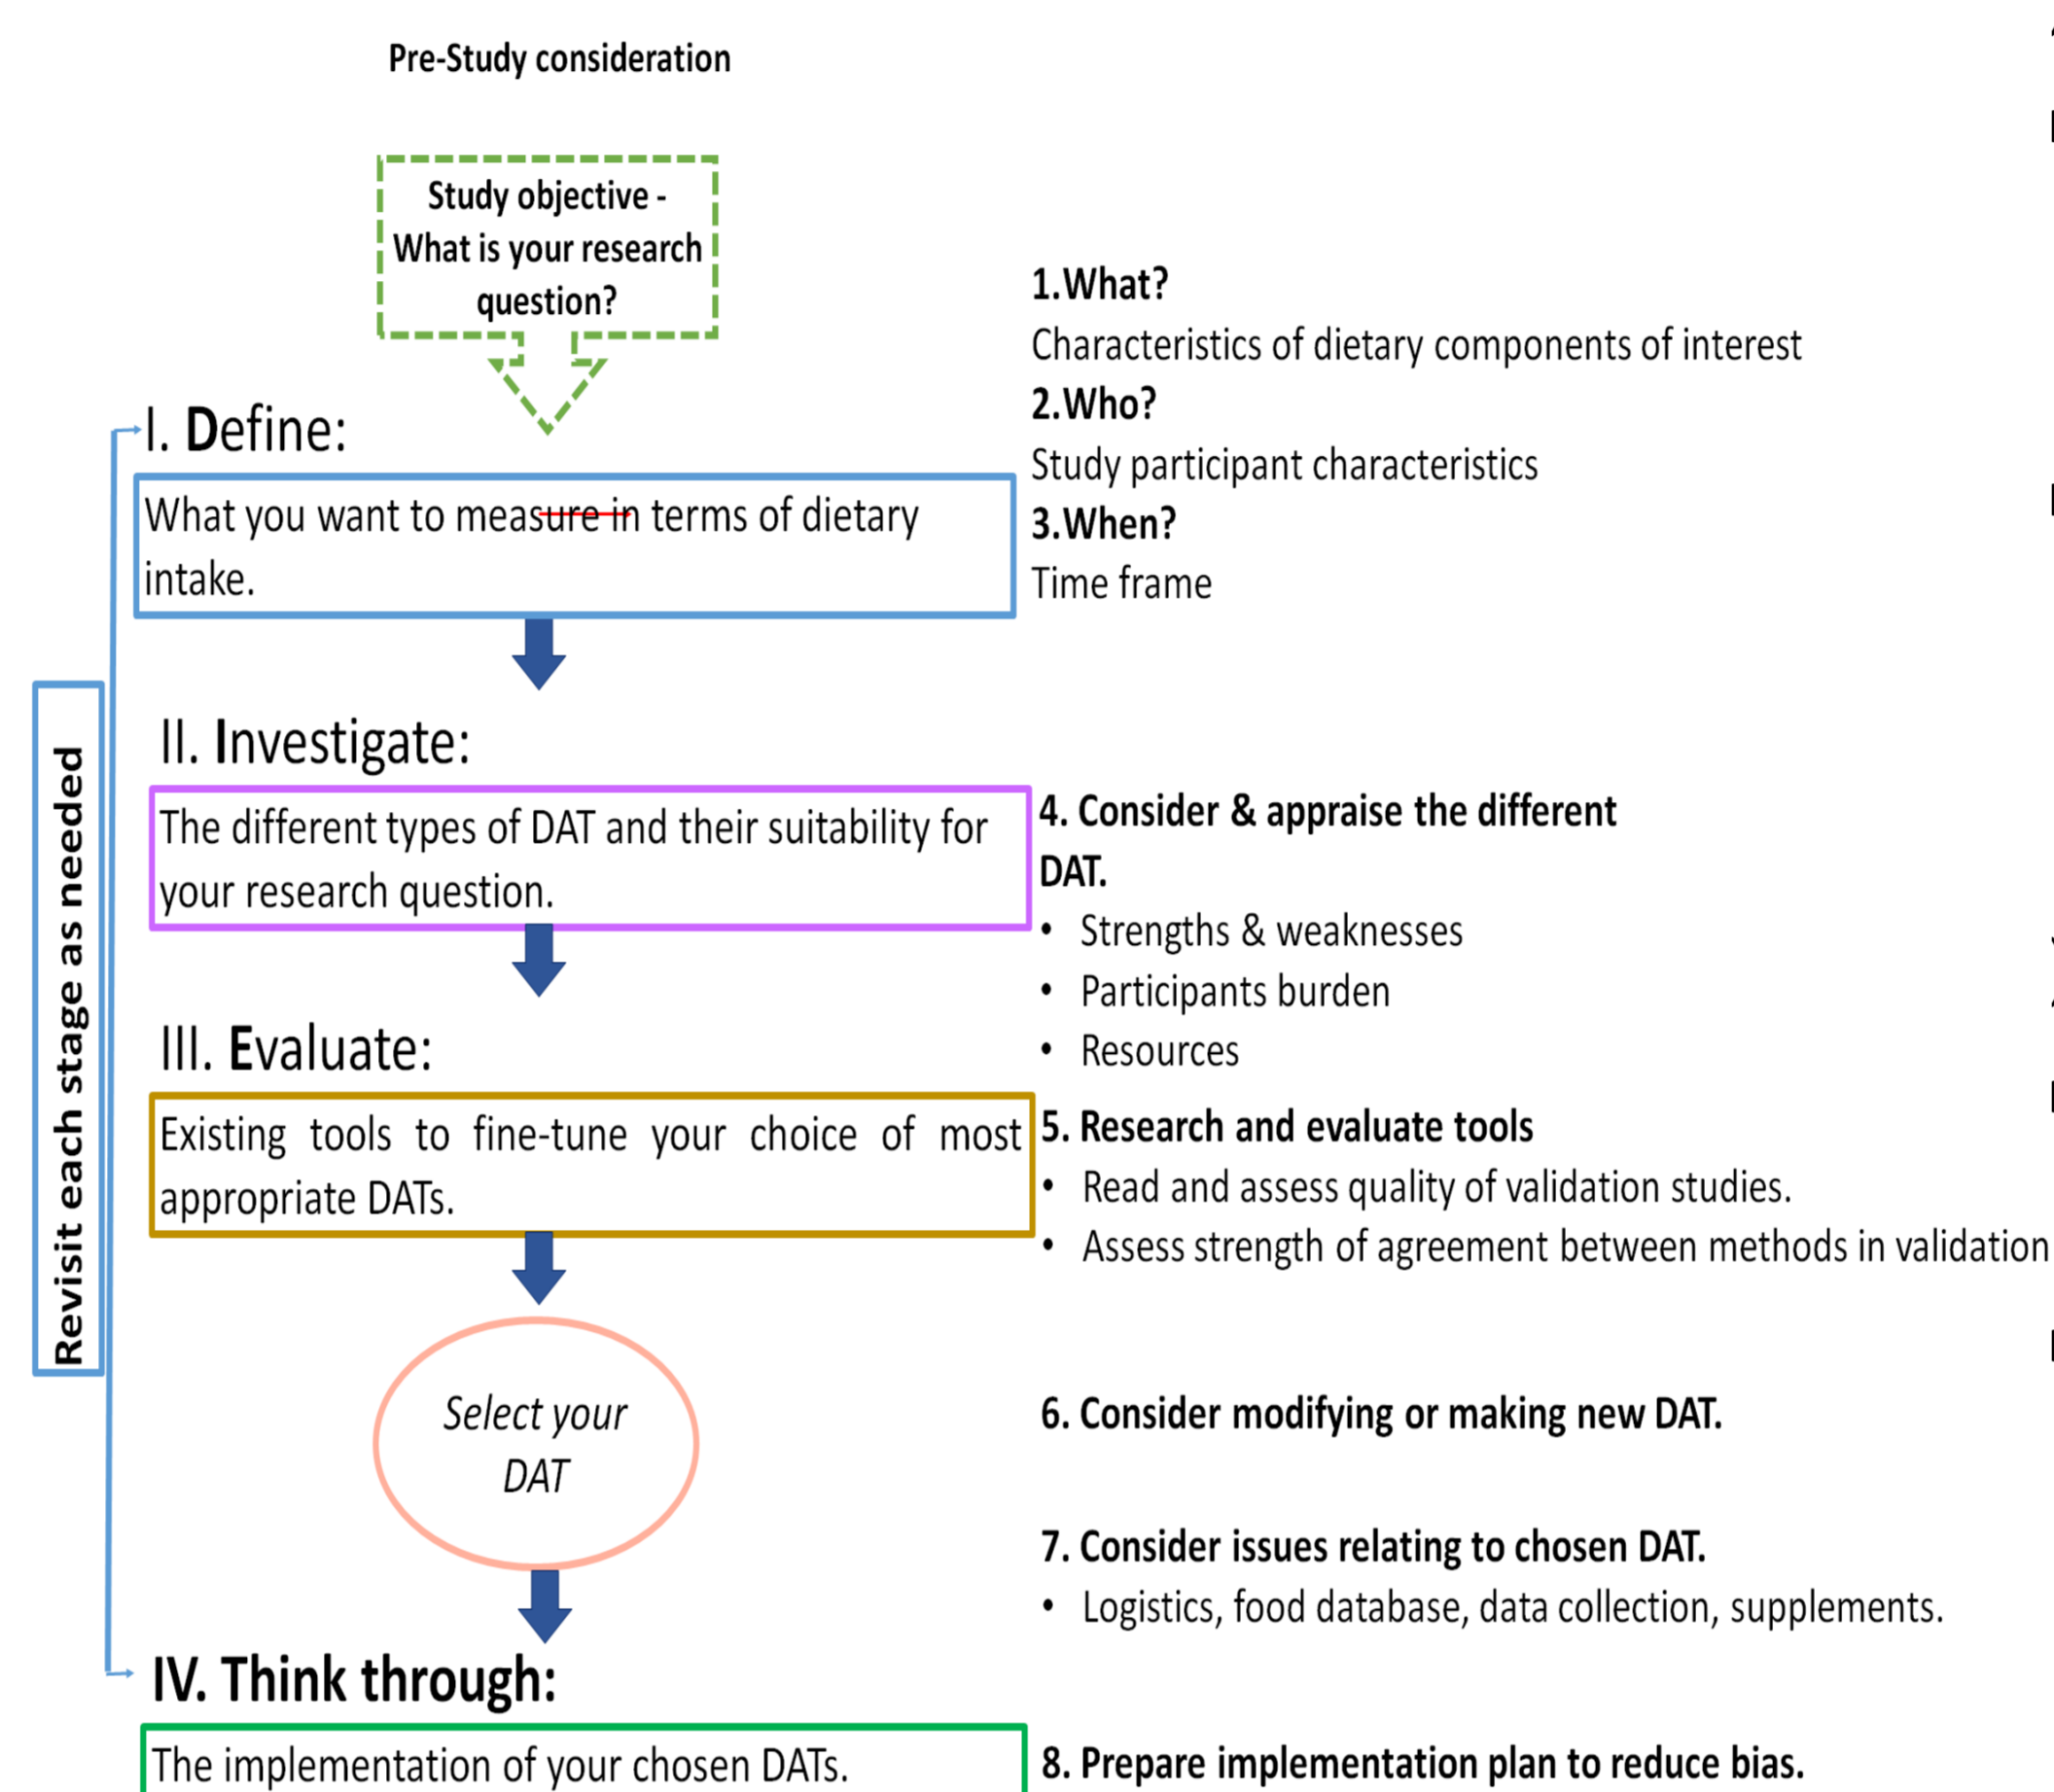 Pre-Study consideration
Study objective -
What is your research
question?
I. Define:
What you want to measure in terms of dietary
intake.
1.What?
Characteristics of dietary components of interest
2.Who?
Study participant characteristics
3.When?
Time frame
Revisit each stage as needed
II. Investigate:
The different types of DAT and their suitability for
your research question.
4. Consider & appraise the different
DAT.
• Strengths & weaknesses
• Participants burden
• Resources
III. Evaluate:
Existing tools to fine-tune your choice of most
appropriate DATs.
5. Research and evaluate tools
• Read and assess quality of validation studies.
• Assess strength of agreement between methods in validation
Select your
DAT
6. Consider modifying or making new DAT.
7. Consider issues relating to chosen DAT.
• Logistics, food database, data collection, supplements.
IV. Think through:
The implementation of your chosen DATs.
8. Prepare implementation plan to reduce bias.